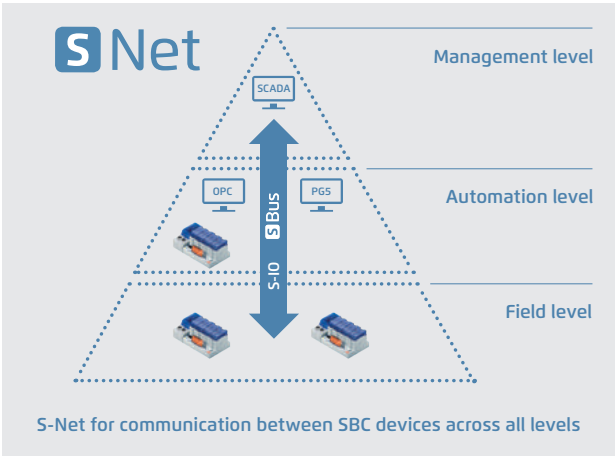 S Net
Management level
SCADA
Automation level
OPC
PG5
S Bus
S-IO
Field level
S-Net for communication between SBC devices across all levels